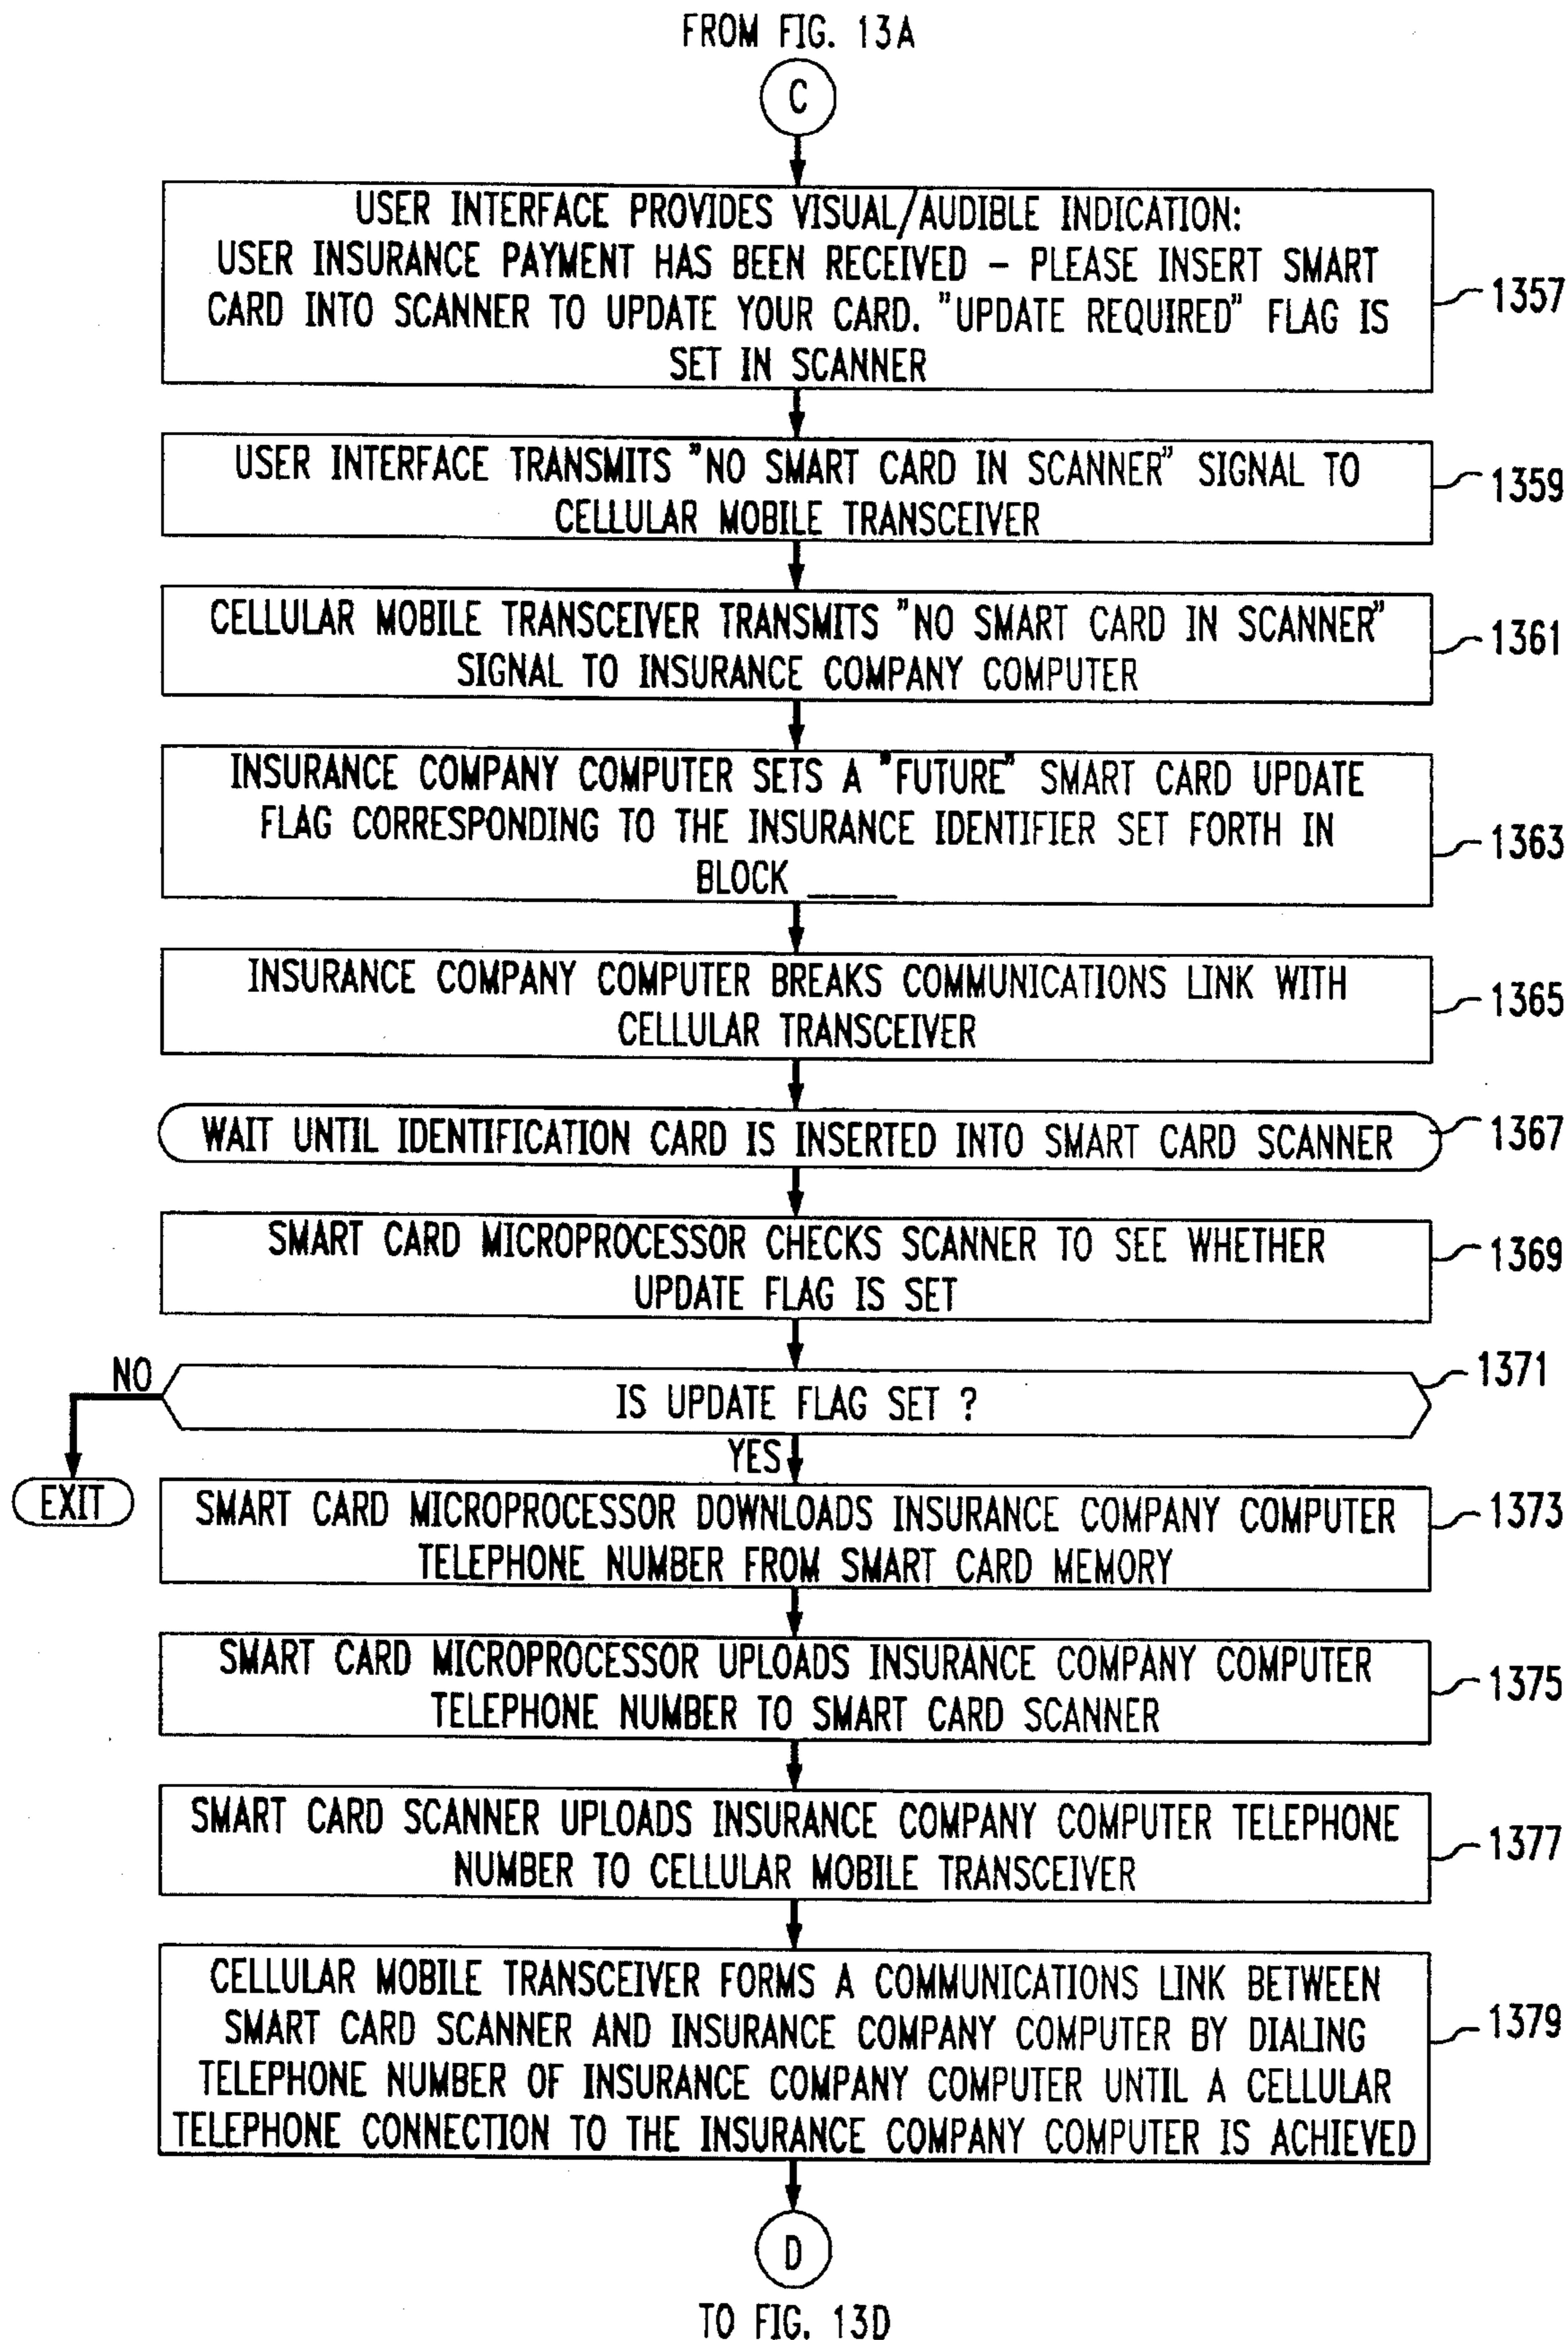 FROM FIG. 13A
C
USER INTERFACE PROVIDES VISUAL/AUDIBLE INDICATION:
USER INSURANCE PAYMENT HAS BEEN RECEIVED – PLEASE INSERT SMART
CARD INTO SCANNER TO UPDATE YOUR CARD. "UPDATE REQUIRED" FLAG IS
SET IN SCANNER
1357
USER INTERFACE TRANSMITS "NO SMART CARD IN SCANNER" SIGNAL TO
CELLULAR MOBILE TRANSCEIVER
1359
CELLULAR MOBILE TRANSCEIVER TRANSMITS "NO SMART CARD IN SCANNER"
SIGNAL TO INSURANCE COMPANY COMPUTER
1361
INSURANCE COMPANY COMPUTER SETS A "FUTURE" SMART CARD UPDATE
FLAG CORRESPONDING TO THE INSURANCE IDENTIFIER SET FORTH IN
BLOCK _____
1363
INSURANCE COMPANY COMPUTER BREAKS COMMUNICATIONS LINK WITH
CELLULAR TRANSCEIVER
1365
WAIT UNTIL IDENTIFICATION CARD IS INSERTED INTO SMART CARD SCANNER
1367
SMART CARD MICROPROCESSOR CHECKS SCANNER TO SEE WHETHER
UPDATE FLAG IS SET
1369
NO
IS UPDATE FLAG SET ?
1371
YES
EXIT
SMART CARD MICROPROCESSOR DOWNLOADS INSURANCE COMPANY COMPUTER
TELEPHONE NUMBER FROM SMART CARD MEMORY
1373
SMART CARD MICROPROCESSOR UPLOADS INSURANCE COMPANY COMPUTER
TELEPHONE NUMBER TO SMART CARD SCANNER
1375
SMART CARD SCANNER UPLOADS INSURANCE COMPANY COMPUTER TELEPHONE
NUMBER TO CELLULAR MOBILE TRANSCEIVER
1377
CELLULAR MOBILE TRANSCEIVER FORMS A COMMUNICATIONS LINK BETWEEN
SMART CARD SCANNER AND INSURANCE COMPANY COMPUTER BY DIALING
TELEPHONE NUMBER OF INSURANCE COMPANY COMPUTER UNTIL A CELLULAR
TELEPHONE CONNECTION TO THE INSURANCE COMPANY COMPUTER IS ACHIEVED
1379
D
TO FIG. 13D